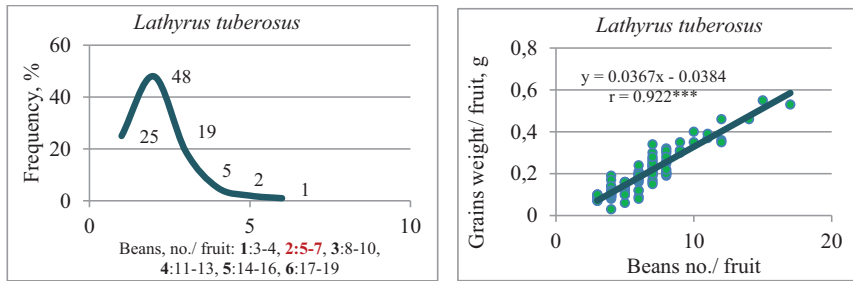 Lathyrus tuberosus
Frequency, %
60
40
20
0
48
25
19
5
2
1
0
5
10
Beans, no./ fruit: 1:3-4, 2:5-7, 3:8-10,
4:11-13, 5:14-16, 6:17-19
Lathyrus tuberosus
Grains weight/ fruit, g
0,8
0,6
0,4
0,2
0
y = 0.0367x - 0.0384
r = 0.922***
0
10
20
Beans no./ fruit